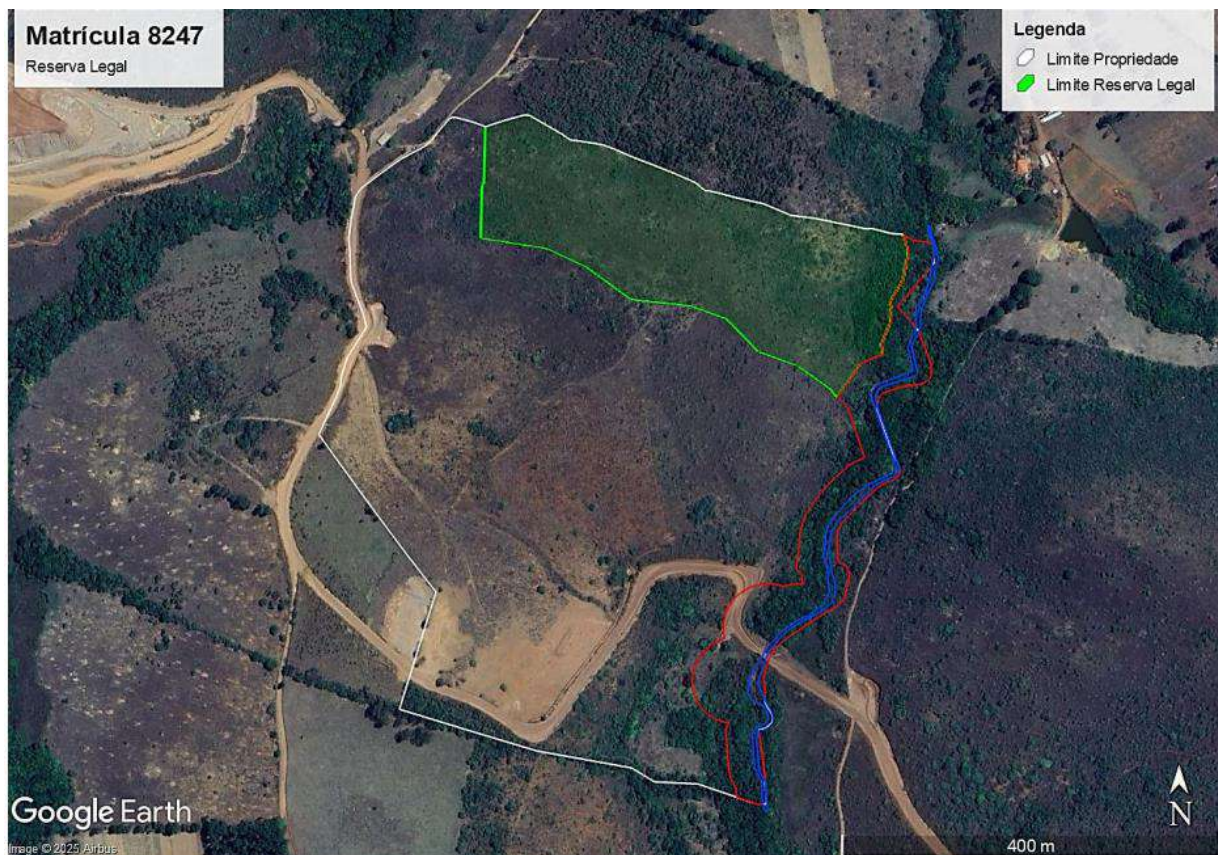 Matrícula 8247
Reserva Legal
Legenda
Limite Propriedade
Limite Reserva Legal
Google Earth
N
Image © 2025 Airbus
400 m